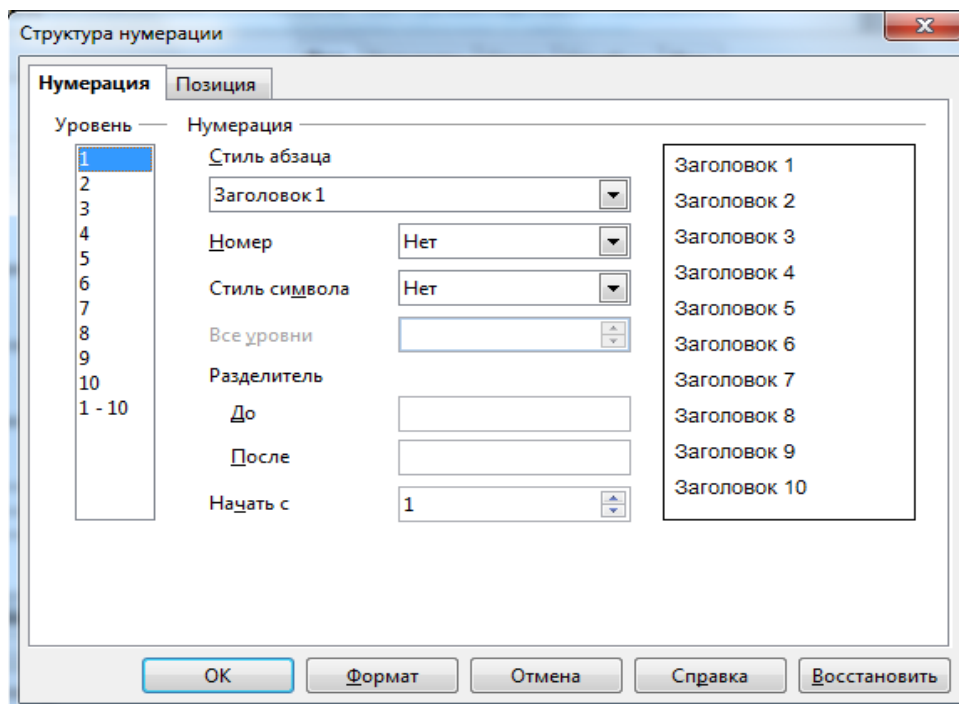 Структура нумерации
Нумерация Позиция
Уровень Нумерация
1
2
3
4
5
6
7
8
9
10
1 - 10
Стиль абзаца
Заголовок 1
Номер Нет
Стиль символа Нет
Все уровни
Разделитель
До
После
Начать с 1
Заголовок 1
Заголовок 2
Заголовок 3
Заголовок 4
Заголовок 5
Заголовок 6
Заголовок 7
Заголовок 8
Заголовок 9
Заголовок 10
OK Формат Отмена Справка Восстановить